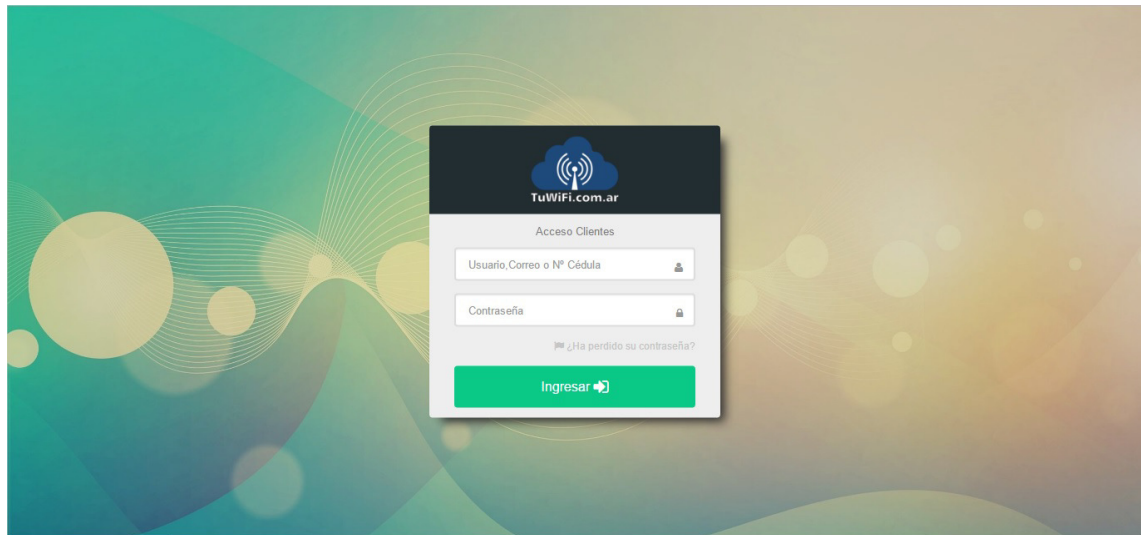 TuWiFi.com.ar
Acceso Clientes
Usuario,Correo o Nº Cédula
Contraseña
¿Ha perdido su contraseña?
Ingresar